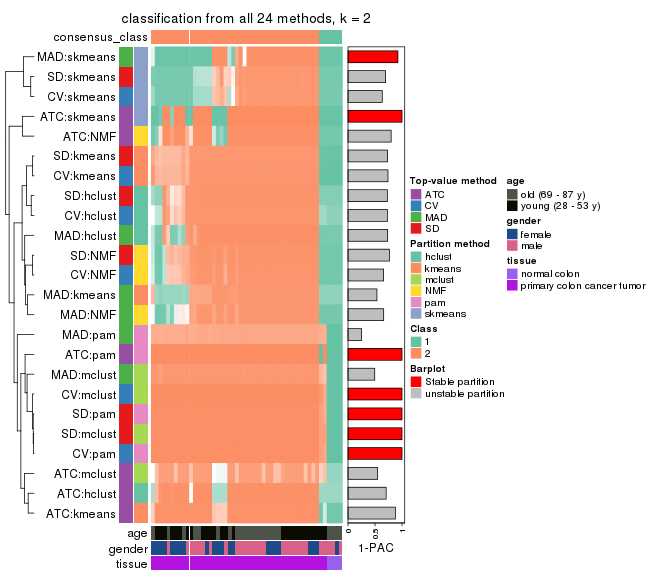 classification from all 24 methods, k = 2
consensus_class
MAD:skmeans
SD:skmeans
CV:skmeans
ATC:skmeans
ATC:NMF
SD:kmeans
CV:kmeans
SD:hclust
CV:hclust
MAD:hclust
SD:NMF
CV:NMF
MAD:kmeans
MAD:NMF
MAD:pam
ATC:pam
MAD:mclust
CV:mclust
SD:pam
SD:mclust
CV:pam
ATC:mclust
ATC:hclust
ATC:kmeans
age
gender
tissue
0
0.5
1
1-PAC
Top-value method
ATC
CV
MAD
SD
Partition method
hclust
kmeans
mclust
NMF
pam
skmeans
Class
1
2
Barplot
Stable partition
unstable partition
age
old (69 - 87 y)
young (28 - 53 y)
gender
female
male
tissue
normal colon
primary colon cancer tumor